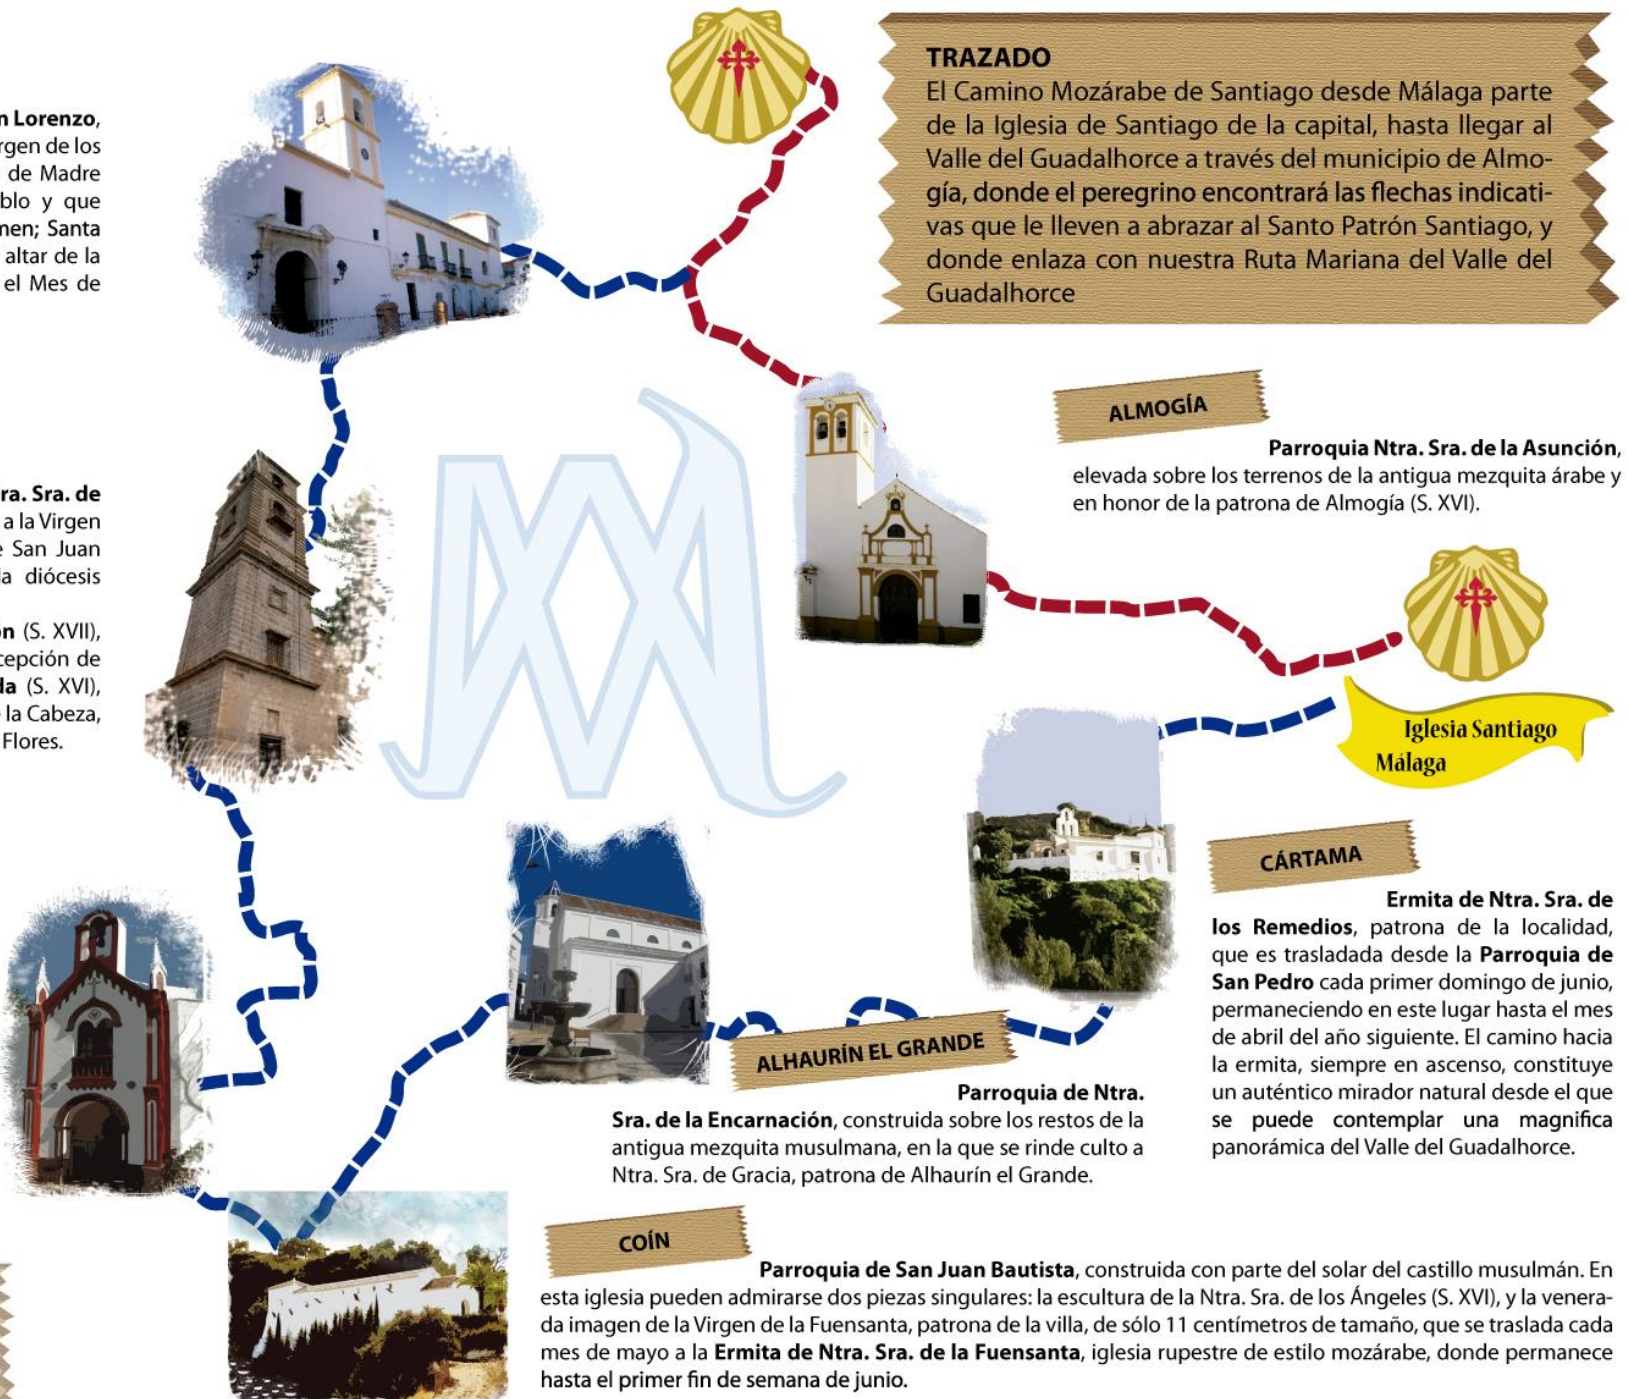 n Lorenzo,
rgen de los
de Madre
blo y que
men; Santa
altar de la
el Mes de
TRAZADO
El Camino Mozárabe de Santiago desde Málaga parte
de la Iglesia de Santiago de la capital, hasta llegar al
Valle del Guadalhorce a través del municipio de Almo-
gía, donde el peregrino encontrará las flechas indicati-
vas que le lleven a abrazar al Santo Patrón Santiago, y
donde enlaza con nuestra Ruta Mariana del Valle del
Guadalhorce
ALMOGÍA
Parroquia Ntra. Sra. de la Asunción,
elevada sobre los terrenos de la antigua mezquita árabe y
en honor de la patrona de Almogía (S. XVI).
ra. Sra. de
a la Virgen
e San Juan
la diócesis
ón (S. XVII),
cepción de
da (S. XVI),
la Cabeza,
Flores.
Iglesia Santiago
Málaga
CÁRTAMA
Ermita de Ntra. Sra. de
los Remedios, patrona de la localidad,
que es trasladada desde la Parroquia de
San Pedro cada primer domingo de junio,
permaneciendo en este lugar hasta el mes
de abril del año siguiente. El camino hacia
la ermita, siempre en ascenso, constituye
un auténtico mirador natural desde el que
se puede contemplar una magnifica
panorámica del Valle del Guadalhorce.
ALHAURÍN EL GRANDE
Parroquia de Ntra.
Sra. de la Encarnación, construida sobre los restos de la
antigua mezquita musulmana, en la que se rinde culto a
Ntra. Sra. de Gracia, patrona de Alhaurín el Grande.
COÍN
Parroquia de San Juan Bautista, construida con parte del solar del castillo musulmán. En
esta iglesia pueden admirarse dos piezas singulares: la escultura de la Ntra. Sra. de los Ángeles (S. XVI), y la venera-
da imagen de la Virgen de la Fuensanta, patrona de la villa, de sólo 11 centímetros de tamaño, que se traslada cada
mes de mayo a la Ermita de Ntra. Sra. de la Fuensanta, iglesia rupestre de estilo mozárabe, donde permanece
hasta el primer fin de semana de junio.